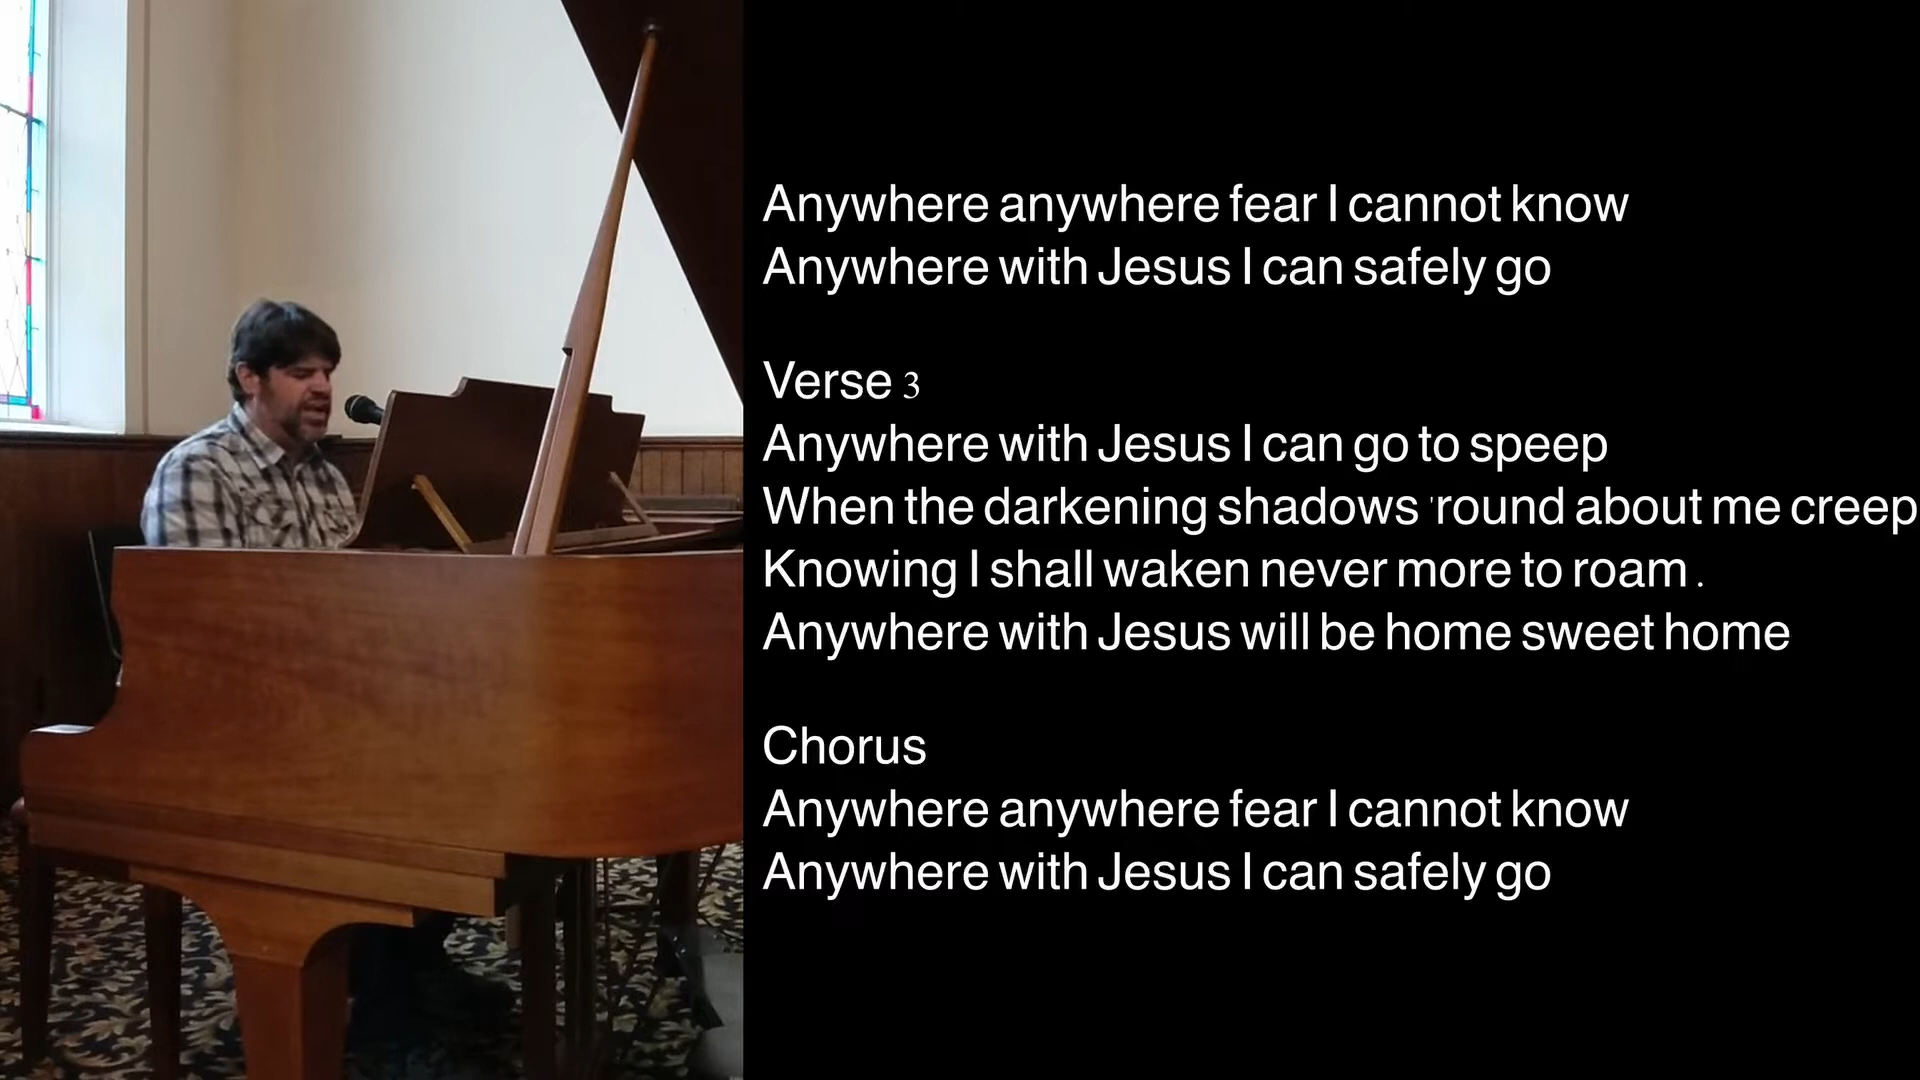 Anywhere anywhere fear I cannot know
Anywhere with Jesus I can safely go
Verse 3
Anywhere with Jesus I can go to speep
When the darkening shadows 'round about me creep
Knowing I shall waken never more to roam .
Anywhere with Jesus will be home sweet home
Chorus
Anywhere anywhere fear I cannot know
Anywhere with Jesus I can safely go